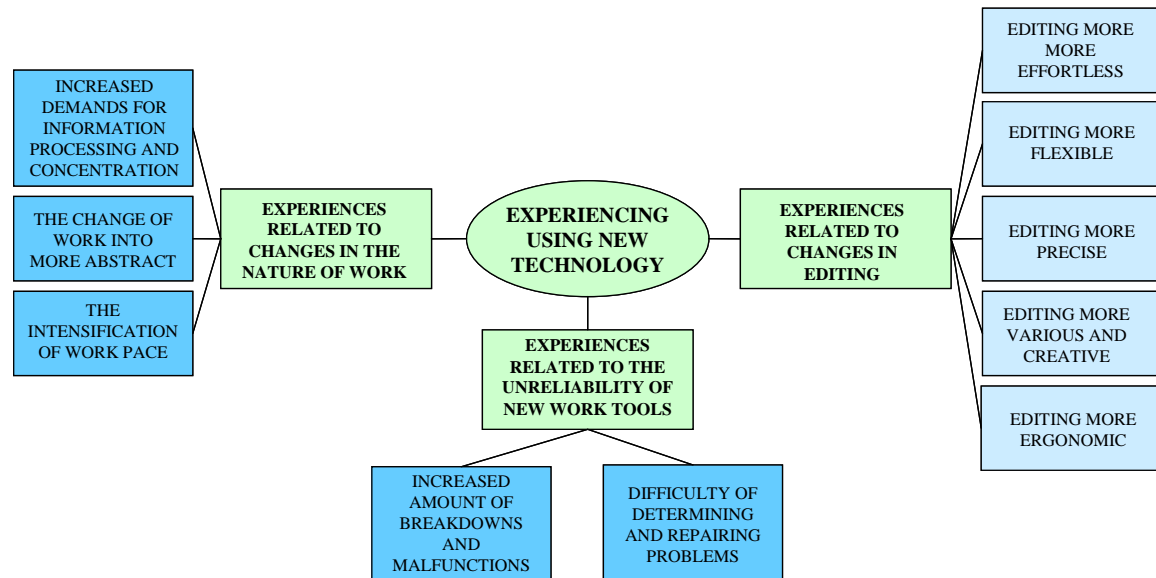 INCREASED
DEMANDS FOR
INFORMATION
PROCESSING AND
CONCENTRATION
THE CHANGE OF
WORK INTO
MORE ABSTRACT
THE
INTENSIFICATION
OF WORK PACE
EXPERIENCES
RELATED TO
CHANGES IN THE
NATURE OF WORK
EXPERIENCING
USING NEW
TECHNOLOGY
EXPERIENCES
RELATED TO
CHANGES IN
EDITING
EDITING MORE
MORE
EFFORTLESS
EDITING MORE
FLEXIBLE
EDITING MORE
PRECISE
EDITING MORE
VARIOUS AND
CREATIVE
EDITING MORE
ERGONOMIC
EXPERIENCES
RELATED TO THE
UNRELIABILITY OF
NEW WORK TOOLS
INCREASED
AMOUNT OF
BREAKDOWNS
AND
MALFUNCTIONS
DIFFICULTY OF
DETERMINING
AND REPAIRING
PROBLEMS